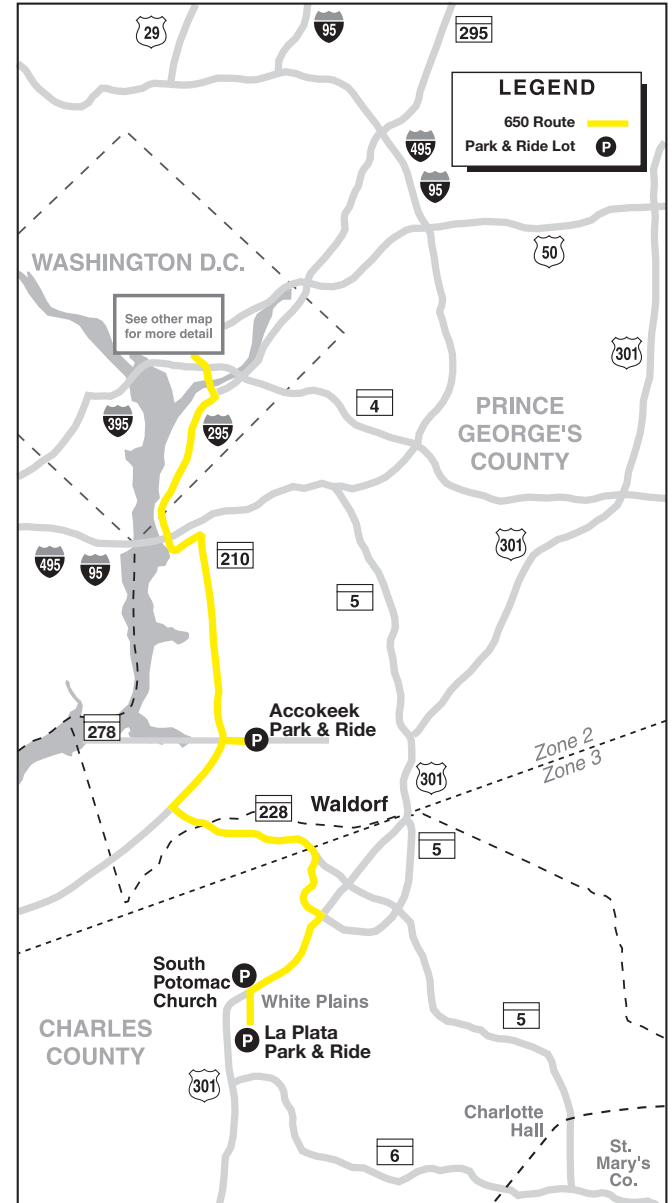 29
95
295
LEGEND
650 Route
Park & Ride Lot P
495
95
50
WASHINGTON D.C.
See other map
for more detail
301
4
PRINCE
GEORGE'S
COUNTY
395
295
495
95
210
301
5
278
Accokeek
Park & Ride
P
Zone 2
Zone 3
301
228
Waldorf
5
South
Potomac
Church
P
White Plains
P
La Plata
Park & Ride
CHARLES
COUNTY
301
5
Charlotte
Hall
6
St.
Mary's
Co.